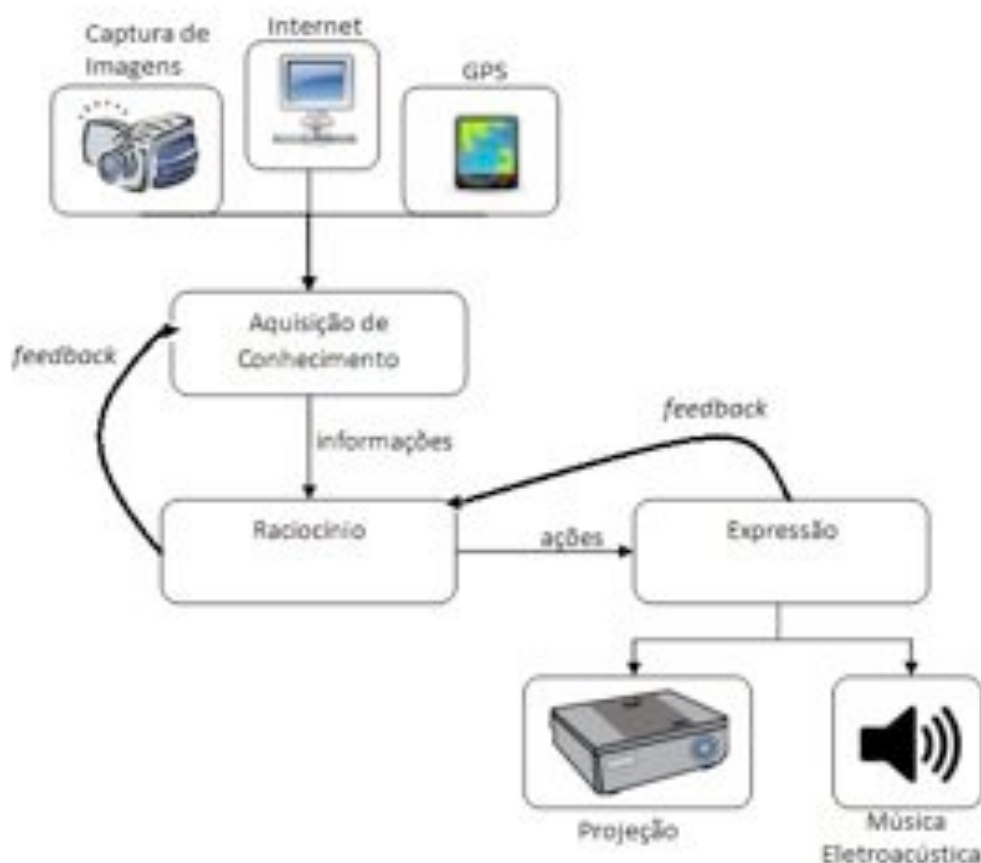 Captura de
Imagens
Internet
GPS
Aquisição de
Conhecimento
feedback
informações
feedback
Raciocínio
ações
Expressão
Projeção
Música
Eletroacústica